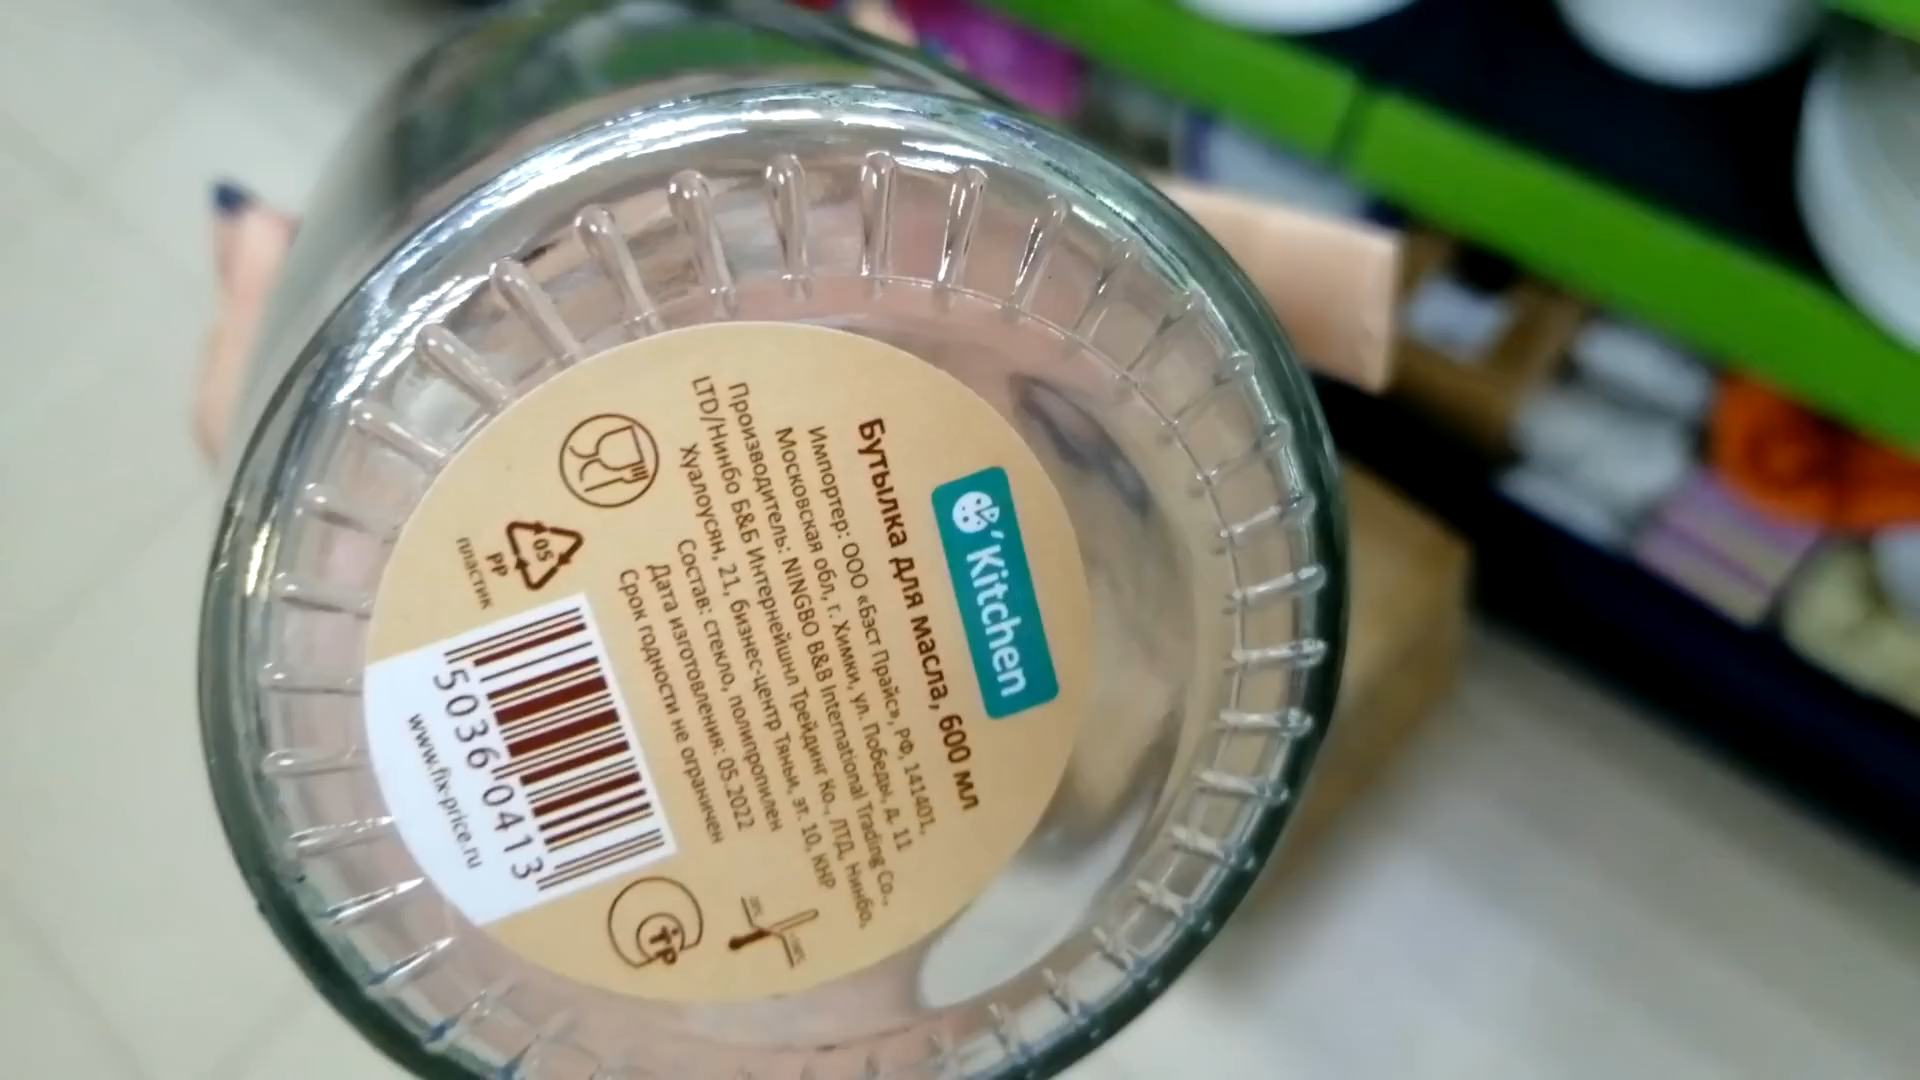 D'Kitchen
Бутылка для масла, 600 мл
Импортер: ООО «Бэст Прайс», РФ, 141401,
Московская обл, г. Химки, ул. Победы, д. 11
Производитель: NINGBO B&B International Trading Co.,
LTD/Нинбо Б&Б Интернейшнл Трейдинг Ко., ЛТД, Нинбо,
Хуалоусян, 21, бизнес-центр Тяньи, эт. 10, КНР
Состав: стекло, полипропилен
Дата изготовления: 05.2022
Срок годности не ограничен
05
PP
пластик
5036 0413
www.fix-price.ru